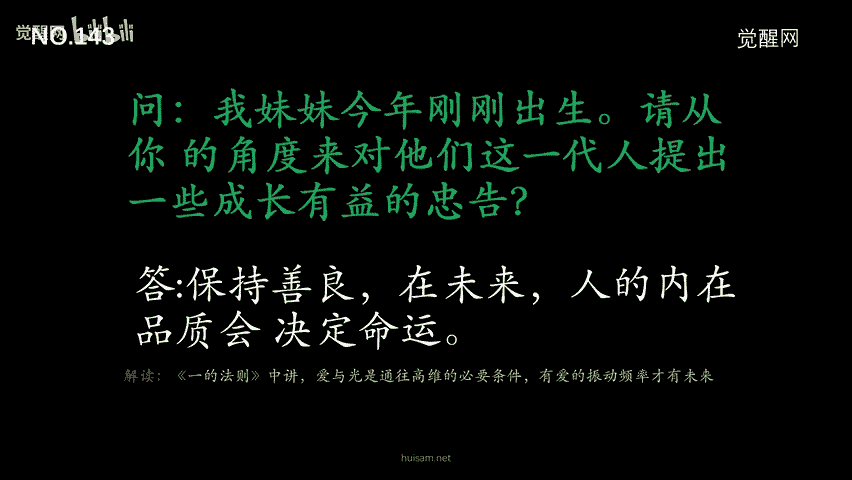 觉醒网 bilibili
NO.143
觉醒网
问：我妹妹今年刚刚出生。请从
你 的角度来对他们这一代人提出
一些成长有益的忠告？
答:保持善良，在未来，人的内在
品质会 决定命运。
解读：《一的法则》中讲，爱与光是通往高维的必要条件，有爱的振动频率才有未来
huisam.net